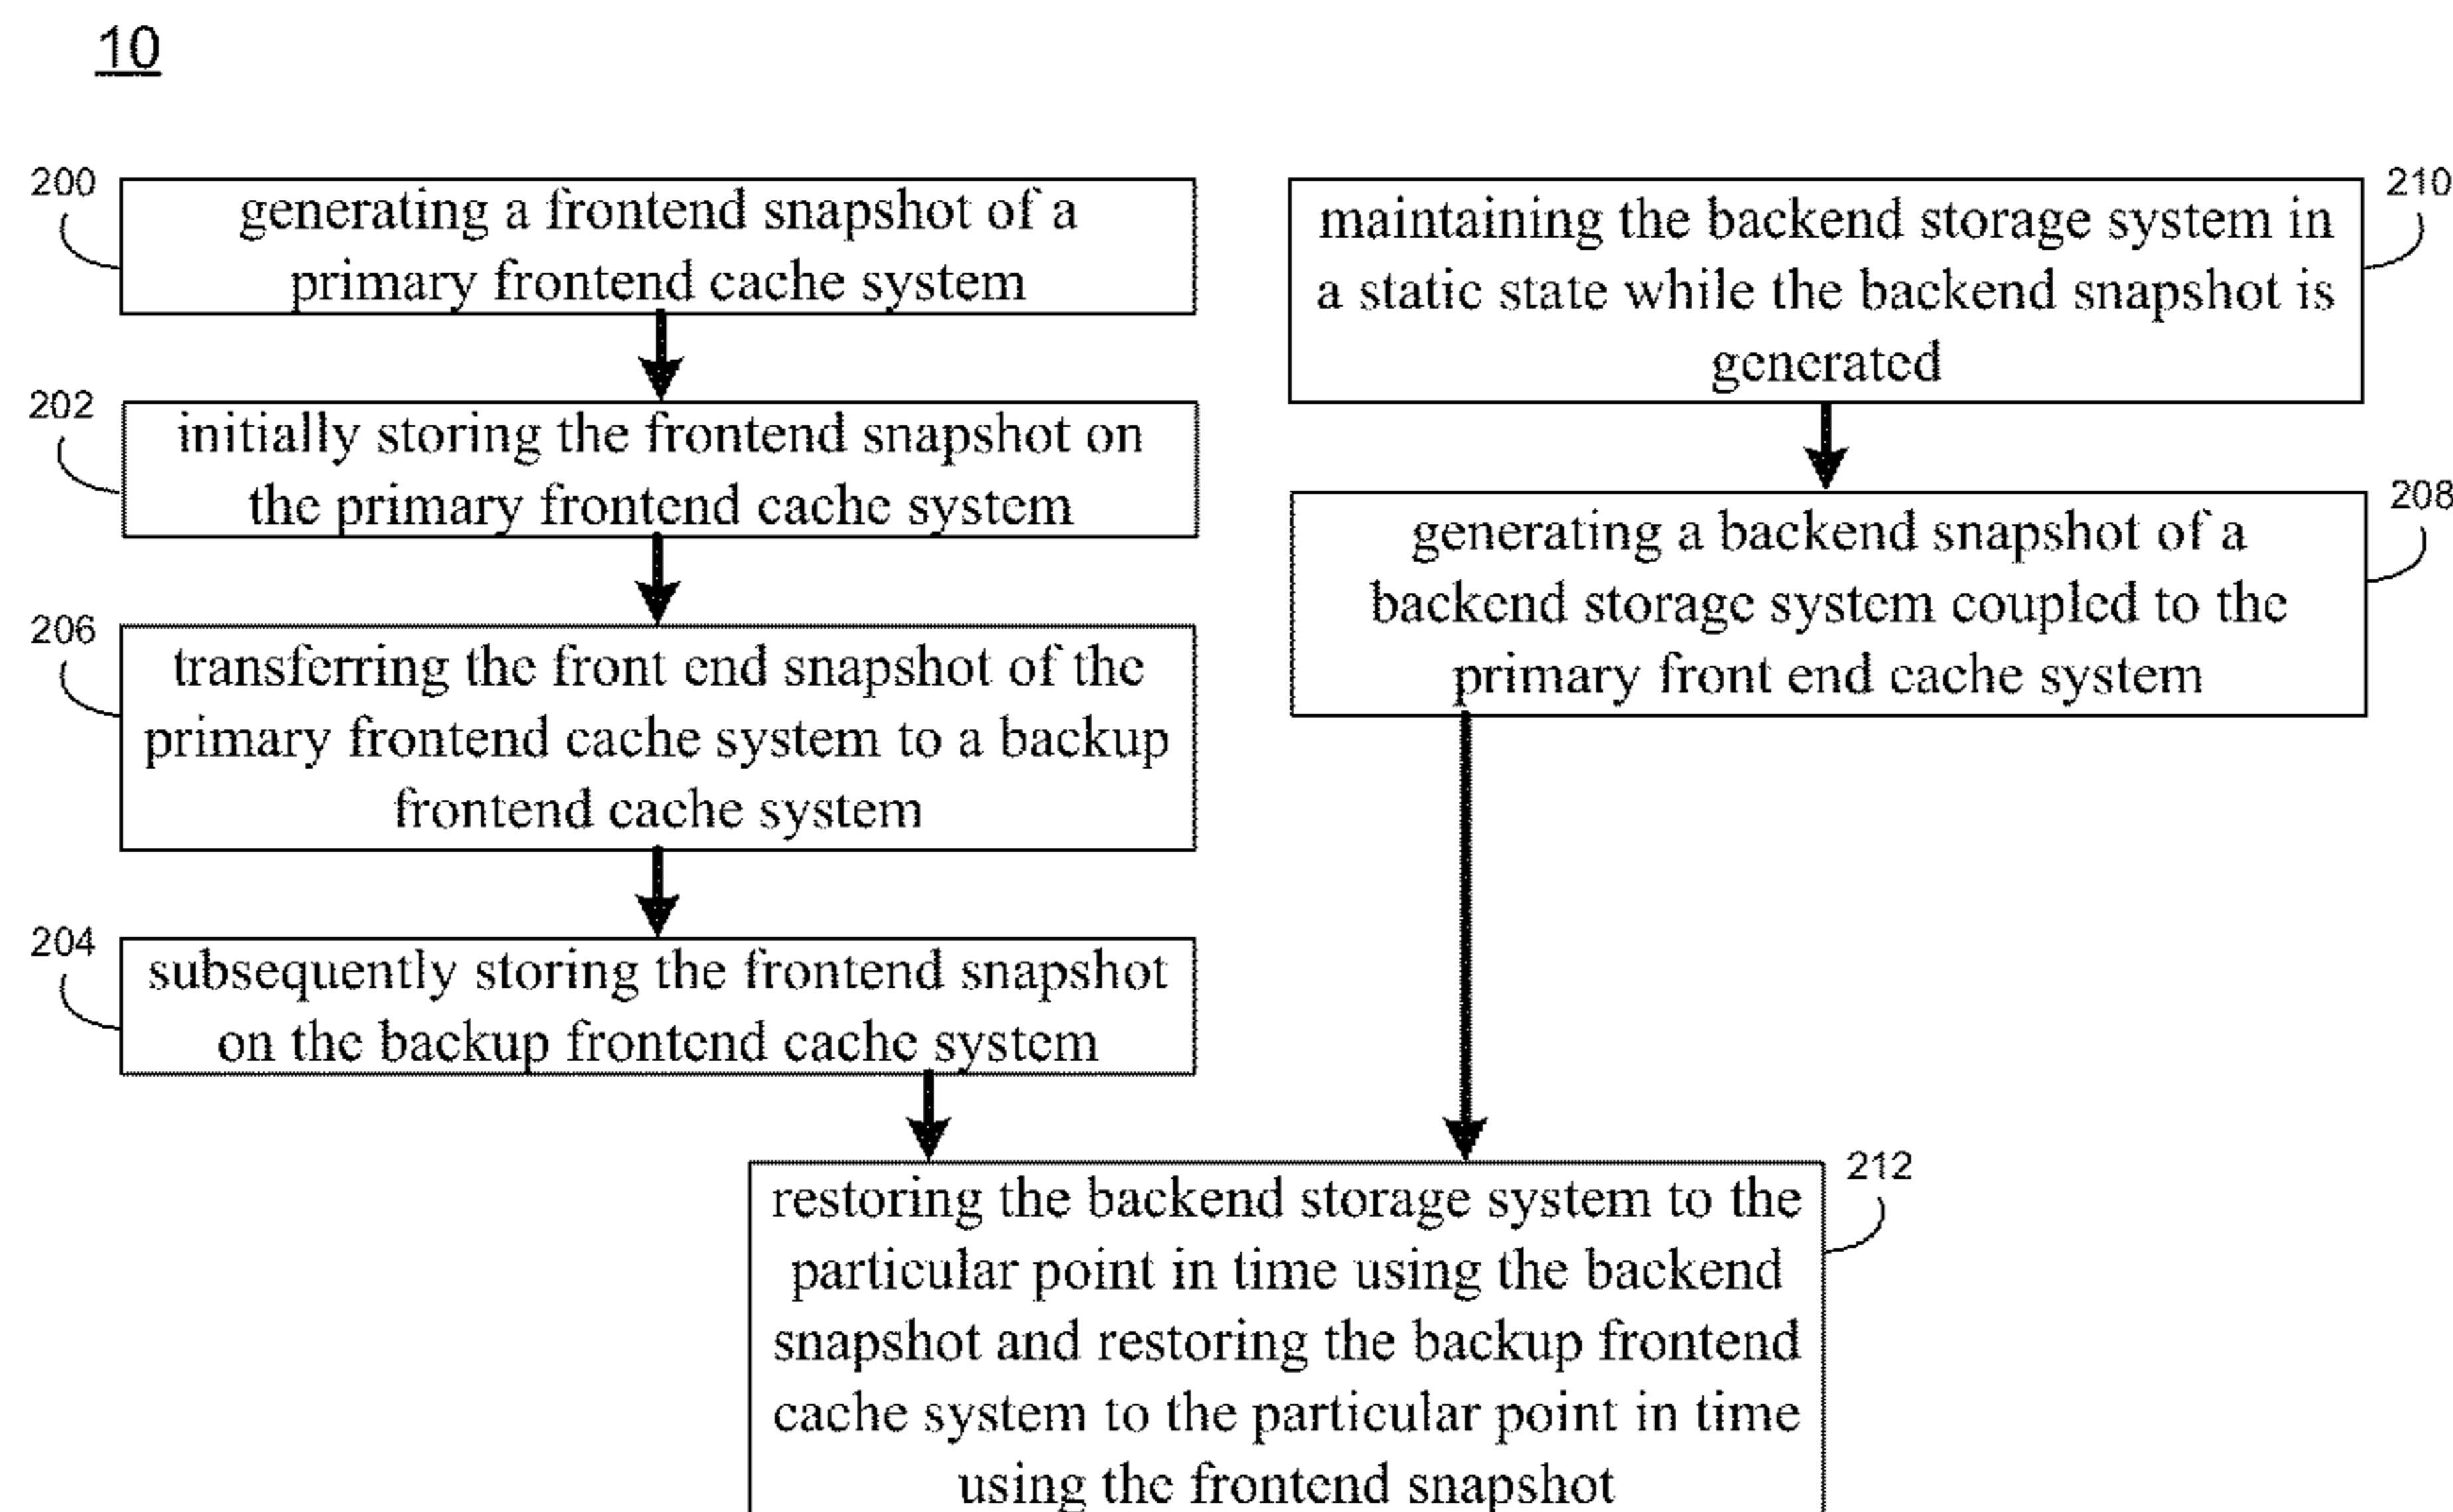 10
200
generating a frontend snapshot of a
primary frontend cache system
202
initially storing the frontend snapshot on
the primary frontend cache system
206
transferring the front end snapshot of the
primary frontend cache system to a backup
frontend cache system
204
subsequently storing the frontend snapshot
on the backup frontend cache system
210
maintaining the backend storage system in
a static state while the backend snapshot is
generated
208
generating a backend snapshot of a
backend storage system coupled to the
primary front end cache system
212
restoring the backend storage system to the
particular point in time using the backend
snapshot and restoring the backup frontend
cache system to the particular point in time
using the frontend snapshot